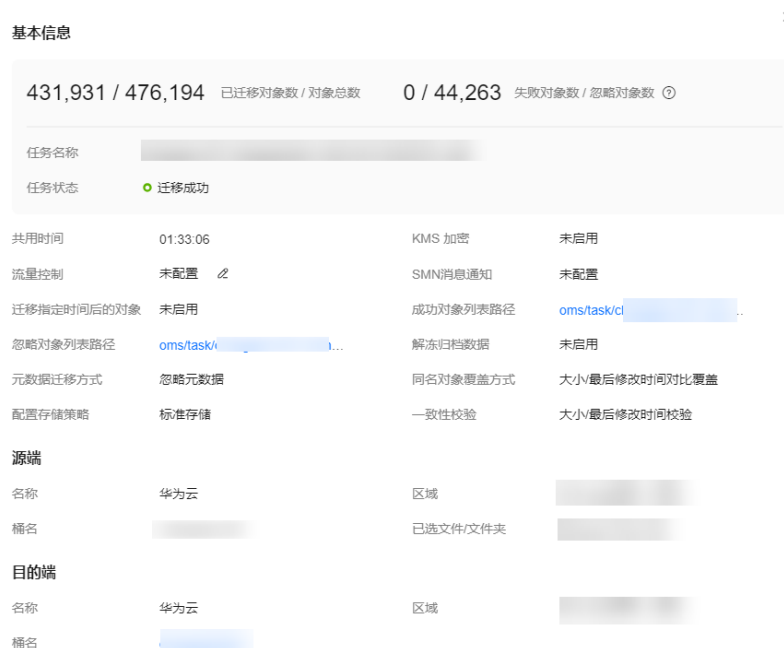 基本信息
431,931 / 476,194 已迁移对象数 / 对象总数 0 / 44,263 失败对象数 / 忽略对象数 ?
任务名称
任务状态 迁移成功
共用时间 01:33:06 KMS 加密 未启用
流量控制 未配置 SMN消息通知 未配置
迁移指定时间后的对象 未启用 成功对象列表路径 oms/task/cl...
忽略对象列表路径 oms/task/ ... 解冻归档数据 未启用
元数据迁移方式 忽略元数据 同名对象覆盖方式 大小/最后修改时间对比覆盖
配置存储策略 标准存储 一致性校验 大小/最后修改时间校验
源端
名称 华为云 区域
桶名 已选文件/文件夹
目的端
名称 华为云 区域
桶名